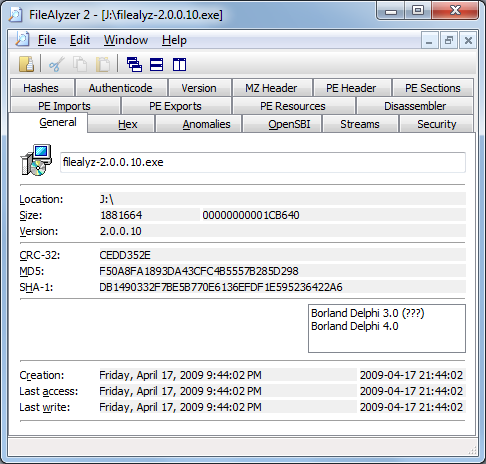 FileAlyzer 2 - [J:\filealyz-2.0.0.10.exe]
File Edit Window Help
Hashes Authenticode Version MZ Header PE Header PE Sections
PE Imports PE Exports PE Resources Disassembler
General Hex Anomalies OpenSBI Streams Security
filealyz-2.0.0.10.exe
Location: J:\
Size: 1881664 00000000001CB640
Version: 2.0.0.10
CRC-32: CEDD352E
MD5: F50A8FA1893DA43CFC4B5557B285D298
SHA-1: DB1490332F7BE5B770E6136EFDF1E595236422A6
Borland Delphi 3.0 (???)
Borland Delphi 4.0
Creation: Friday, April 17, 2009 9:44:02 PM 2009-04-17 21:44:02
Last access: Friday, April 17, 2009 9:44:02 PM 2009-04-17 21:44:02
Last write: Friday, April 17, 2009 9:44:02 PM 2009-04-17 21:44:02